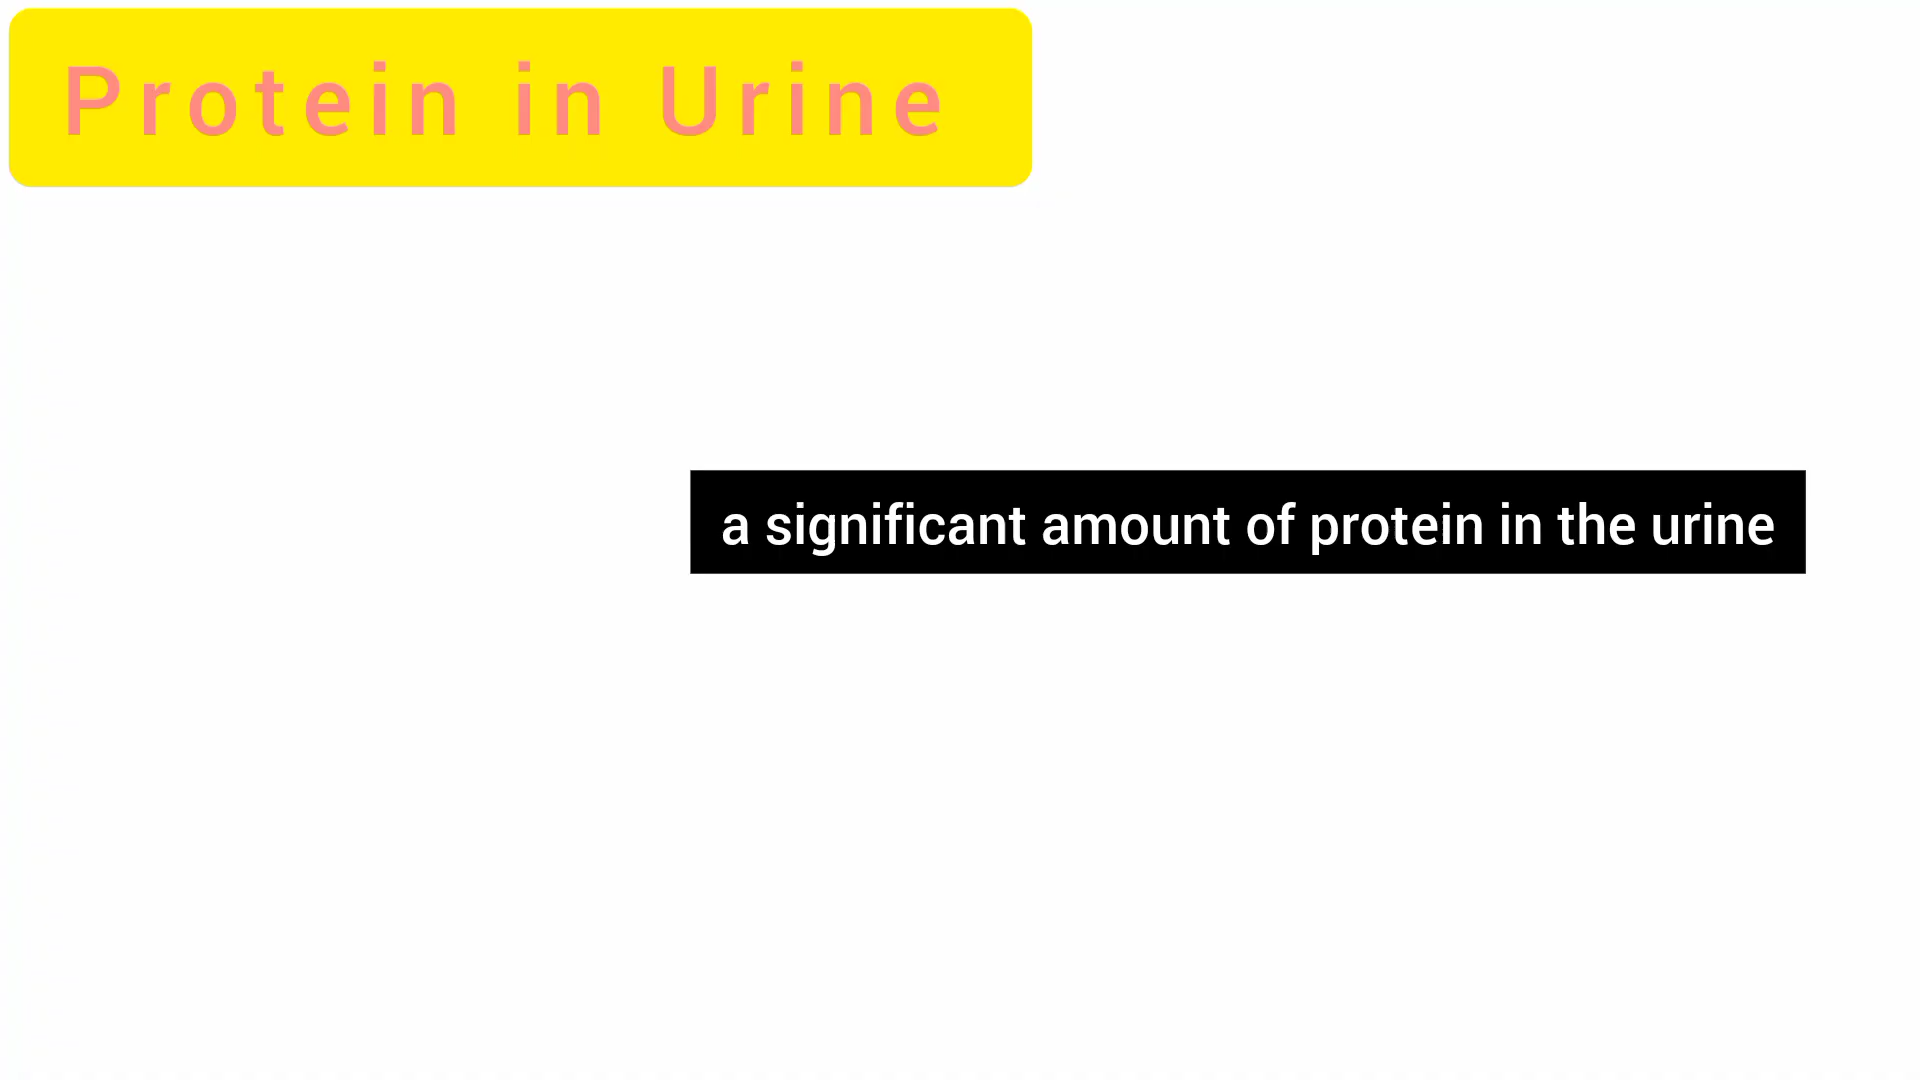 Protein in Urine
a significant amount of protein in the urine